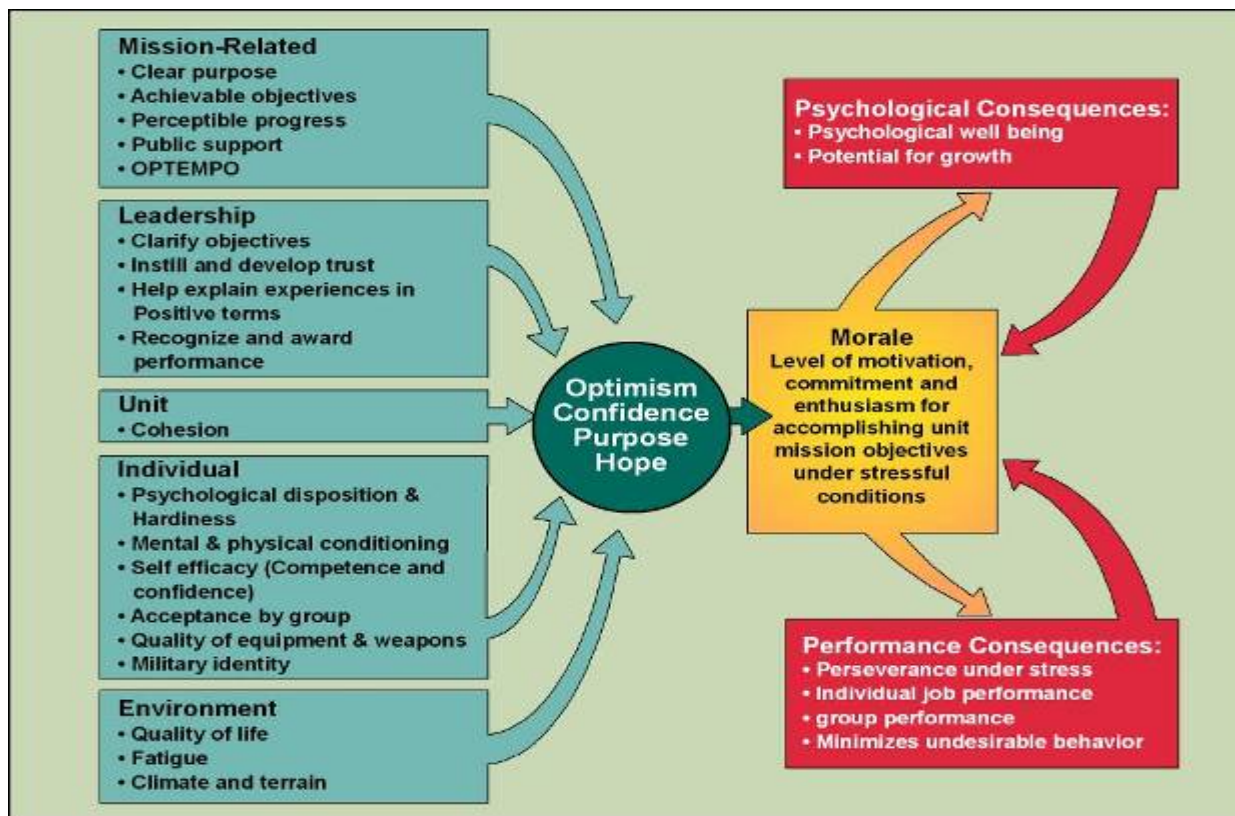 Mission-Related
• Clear purpose
• Achievable objectives
• Perceptible progress
• Public support
• OPTEMPO
Leadership
• Clarify objectives
• Instill and develop trust
• Help explain experiences in
Positive terms
• Recognize and award
performance
Unit
• Cohesion
Individual
• Psychological disposition &
Hardiness
• Mental & physical conditioning
• Self efficacy (Competence and
confidence)
• Acceptance by group
• Quality of equipment & weapons
• Military identity
Environment
• Quality of life
• Fatigue
• Climate and terrain
Optimism
Confidence
Purpose
Hope
Morale
Level of motivation,
commitment and
enthusiasm for
accomplishing unit
mission objectives
under stressful
conditions
Psychological Consequences:
• Psychological well being
• Potential for growth
Performance Consequences:
• Perseverance under stress
• Individual job performance
• group performance
• Minimizes undesirable behavior